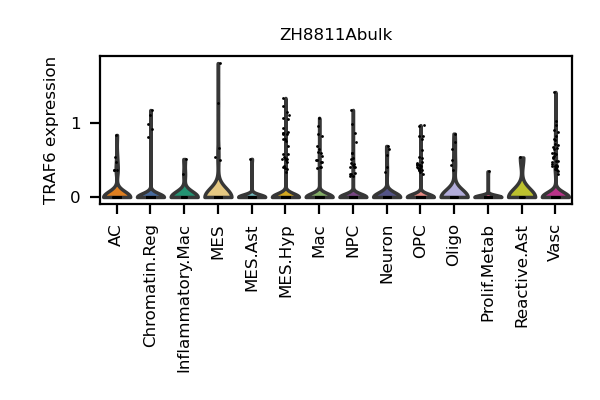 ZH8811Abulk
TRAF6 expression
1
0
AC
Chromatin.Reg
Inflammatory.Mac
MES
MES.Ast
MES.Hyp
Mac
NPC
Neuron
OPC
Oligo
Prolif.Metab
Reactive.Ast
Vasc